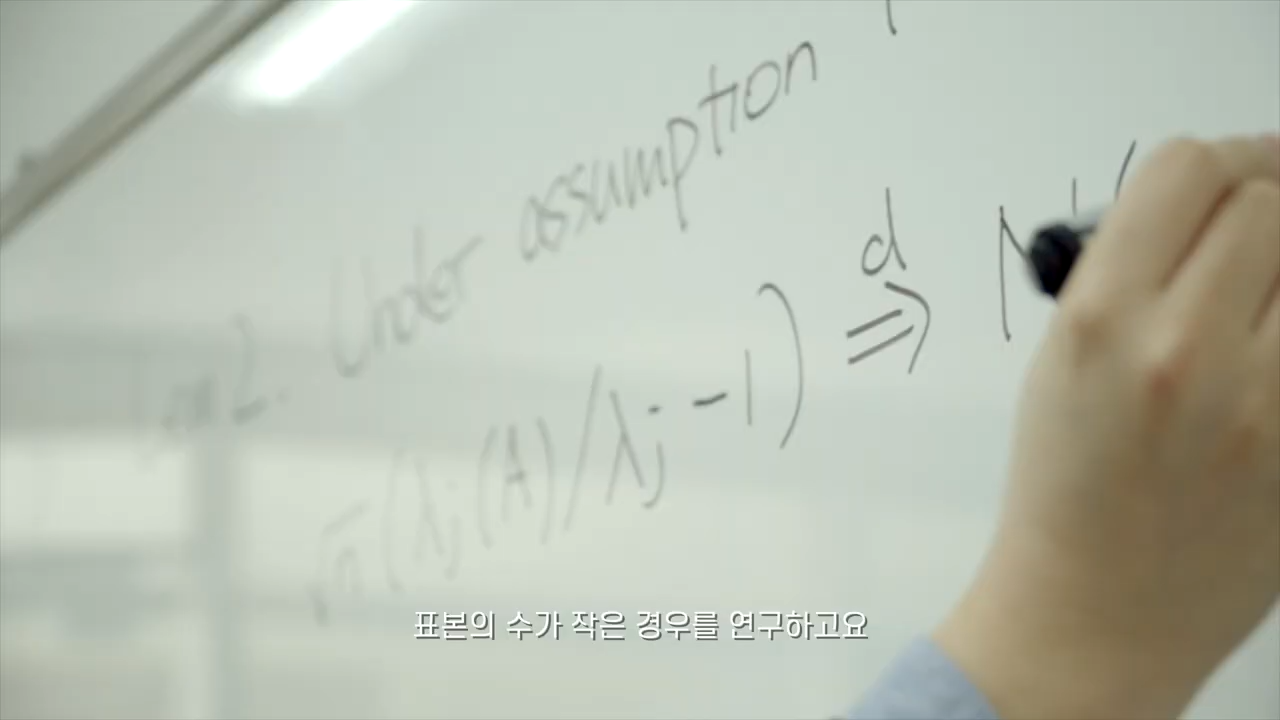 Lem 2. Under assumption
√n (λj(A)/λj -1) ⇒ N
d
표본의 수가 작은 경우를 연구하고요